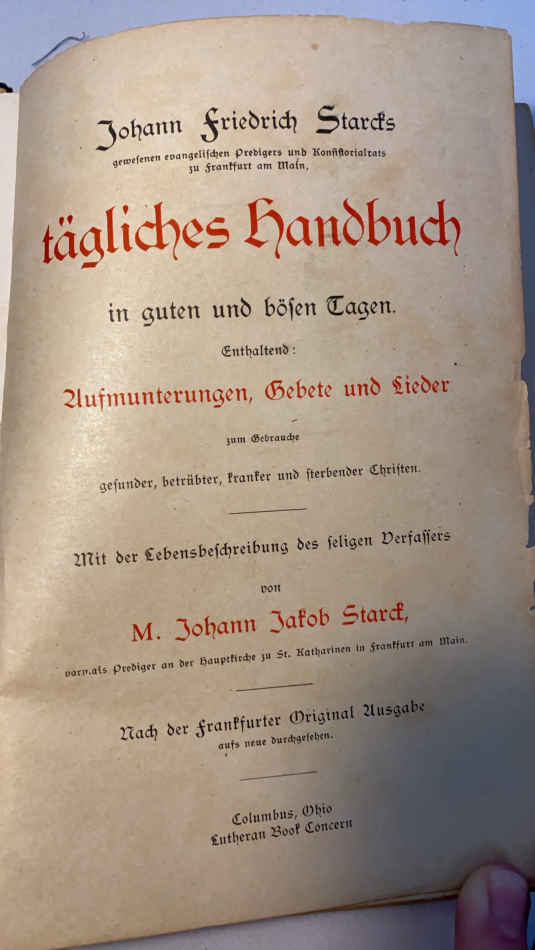 Johann Friedrich Starcks
gewesenen evangelischen Predigers und Konsistorialrats
zu Frankfurt am Main,
tägliches Handbuch
in guten und bösen Tagen.
Enthaltend:
Aufmunterungen, Gebete und Lieder
zum Gebrauche
gesunder, betrübter, kranker und sterbender Christen.
Mit der Lebensbeschreibung des seligen Verfassers
von
M. Johann Jakob Starck,
vormals Prediger an der Hauptkirche zu St. Katharinen in Frankfurt am Main.
Nach der Frankfurter Original Ausgabe
aufs neue durchgesehen.
Columbus, Ohio
Lutheran Book Concern